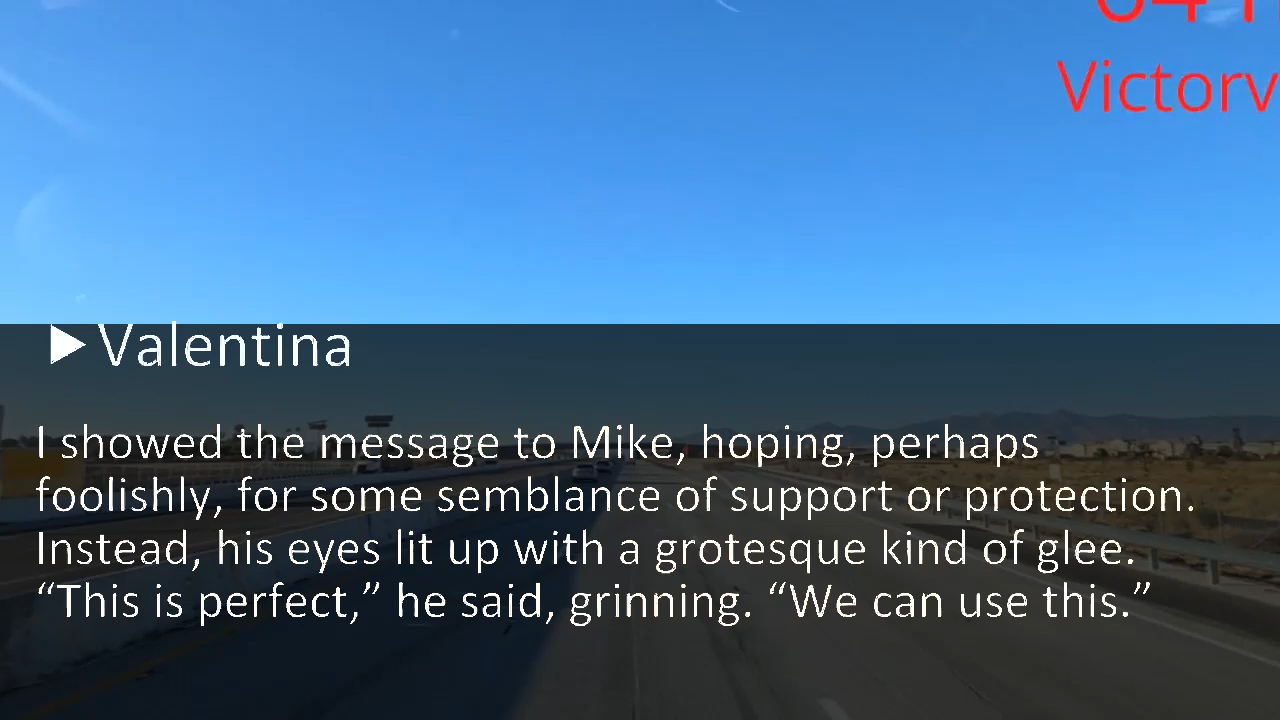 Victorv
▶Valentina
I showed the message to Mike, hoping, perhaps
foolishly, for some semblance of support or protection.
Instead, his eyes lit up with a grotesque kind of glee.
“This is perfect,” he said, grinning. “We can use this.”